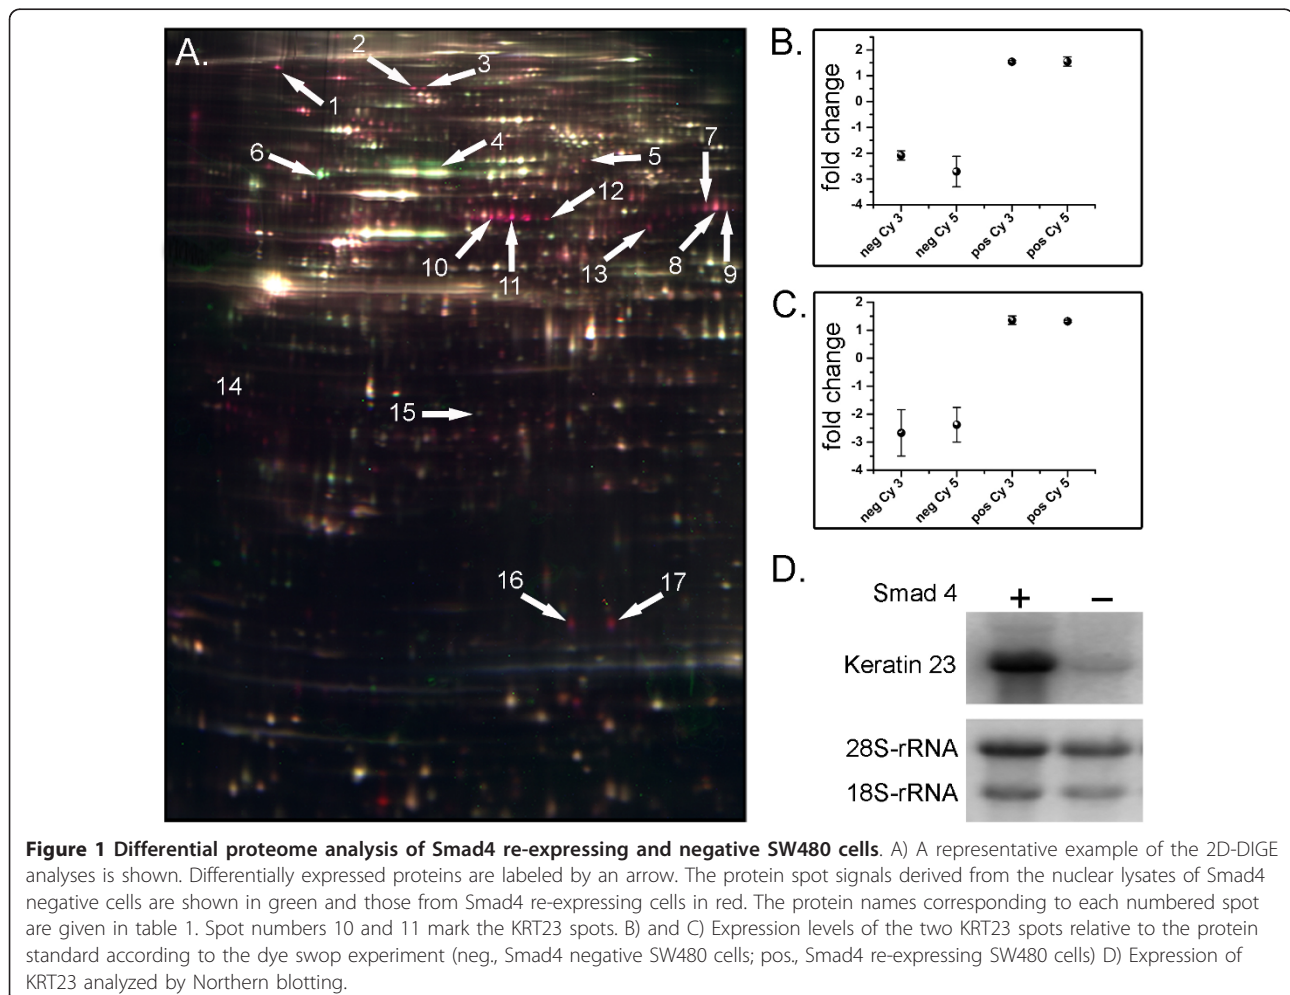 A.
2
3
1
6
4
5
7
12
10
11
13
8
9
14
15
16
17
B.
fold change
2
1
0
-1
-2
-3
-4
neg Cy 3
neg Cy 5
pos Cy 3
pos Cy 5
C.
fold change
2
1
0
-1
-2
-3
-4
neg Cy 3
neg Cy 5
pos Cy 3
pos Cy 5
D.
Smad 4 + −
Keratin 23
28S-rRNA
18S-rRNA
Figure 1 Differential proteome analysis of Smad4 re-expressing and negative SW480 cells. A) A representative example of the 2D-DIGE
analyses is shown. Differentially expressed proteins are labeled by an arrow. The protein spot signals derived from the nuclear lysates of Smad4
negative cells are shown in green and those from Smad4 re-expressing cells in red. The protein names corresponding to each numbered spot
are given in table 1. Spot numbers 10 and 11 mark the KRT23 spots. B) and C) Expression levels of the two KRT23 spots relative to the protein
standard according to the dye swop experiment (neg., Smad4 negative SW480 cells; pos., Smad4 re-expressing SW480 cells) D) Expression of
KRT23 analyzed by Northern blotting.